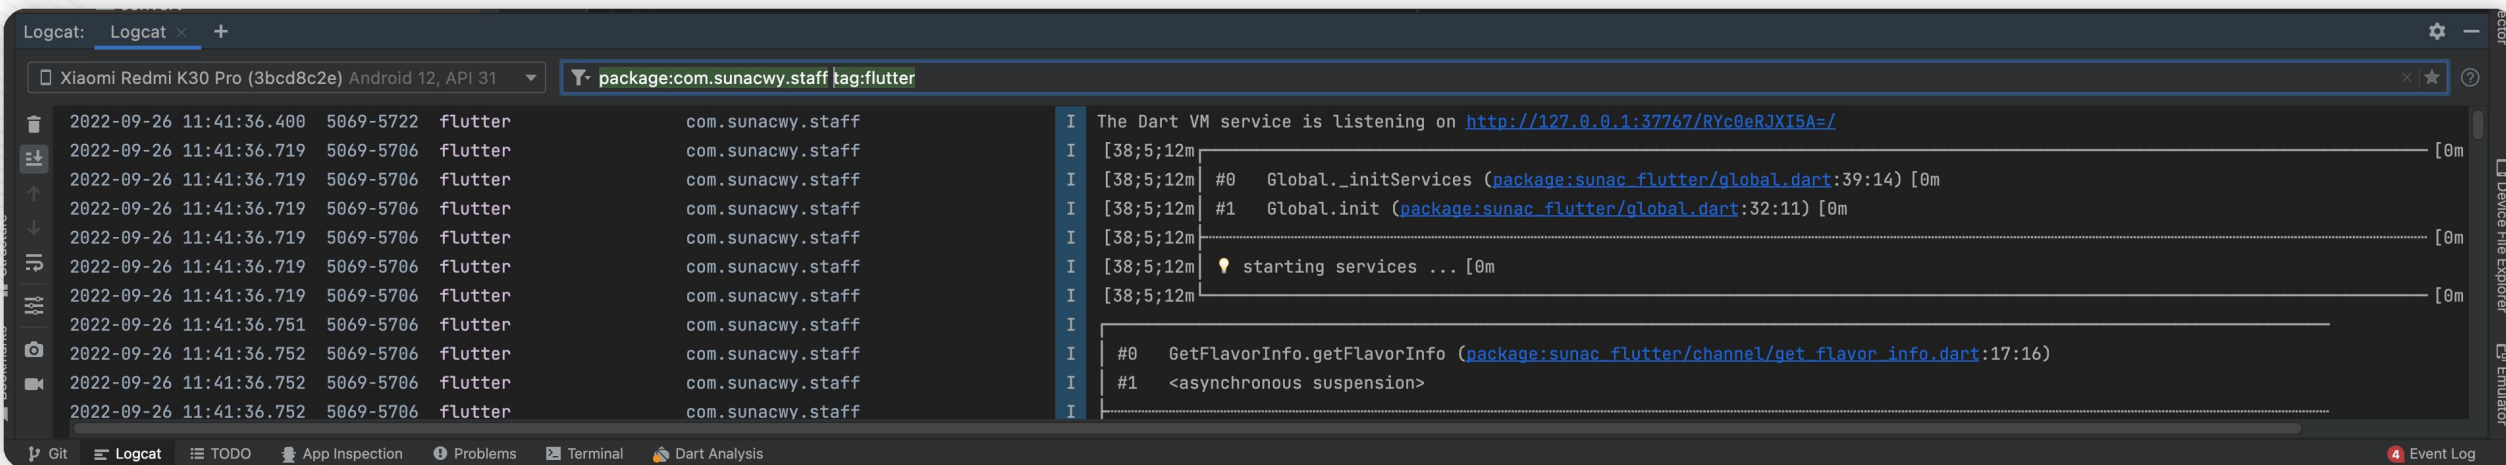 Logcat: Logcat × +
Xiaomi Redmi K30 Pro (3bcd8c2e) Android 12, API 31
package:com.sunacwy.staff tag:flutter
2022-09-26 11:41:36.400 5069-5722 flutter com.sunacwy.staff I The Dart VM service is listening on http://127.0.0.1:37767/RYc0eRJXI5A=/
2022-09-26 11:41:36.719 5069-5706 flutter com.sunacwy.staff I [38;5;12m┌──── [0m
2022-09-26 11:41:36.719 5069-5706 flutter com.sunacwy.staff I [38;5;12m│ #0 Global._initServices (package:sunac_flutter/global.dart:39:14) [0m
2022-09-26 11:41:36.719 5069-5706 flutter com.sunacwy.staff I [38;5;12m│ #1 Global.init (package:sunac_flutter/global.dart:32:11) [0m
2022-09-26 11:41:36.719 5069-5706 flutter com.sunacwy.staff I [38;5;12m├┄┄┄┄ [0m
2022-09-26 11:41:36.719 5069-5706 flutter com.sunacwy.staff I [38;5;12m│ 💡 starting services ... [0m
2022-09-26 11:41:36.719 5069-5706 flutter com.sunacwy.staff I [38;5;12m└──── [0m
2022-09-26 11:41:36.751 5069-5706 flutter com.sunacwy.staff I ┌────
2022-09-26 11:41:36.752 5069-5706 flutter com.sunacwy.staff I │ #0 GetFlavorInfo.getFlavorInfo (package:sunac_flutter/channel/get_flavor_info.dart:17:16)
2022-09-26 11:41:36.752 5069-5706 flutter com.sunacwy.staff I │ #1 <asynchronous suspension>
2022-09-26 11:41:36.752 5069-5706 flutter com.sunacwy.staff I ├┄┄┄┄
Git Logcat TODO App Inspection Problems Terminal Dart Analysis 4 Event Log
Device File Explorer
Emulator